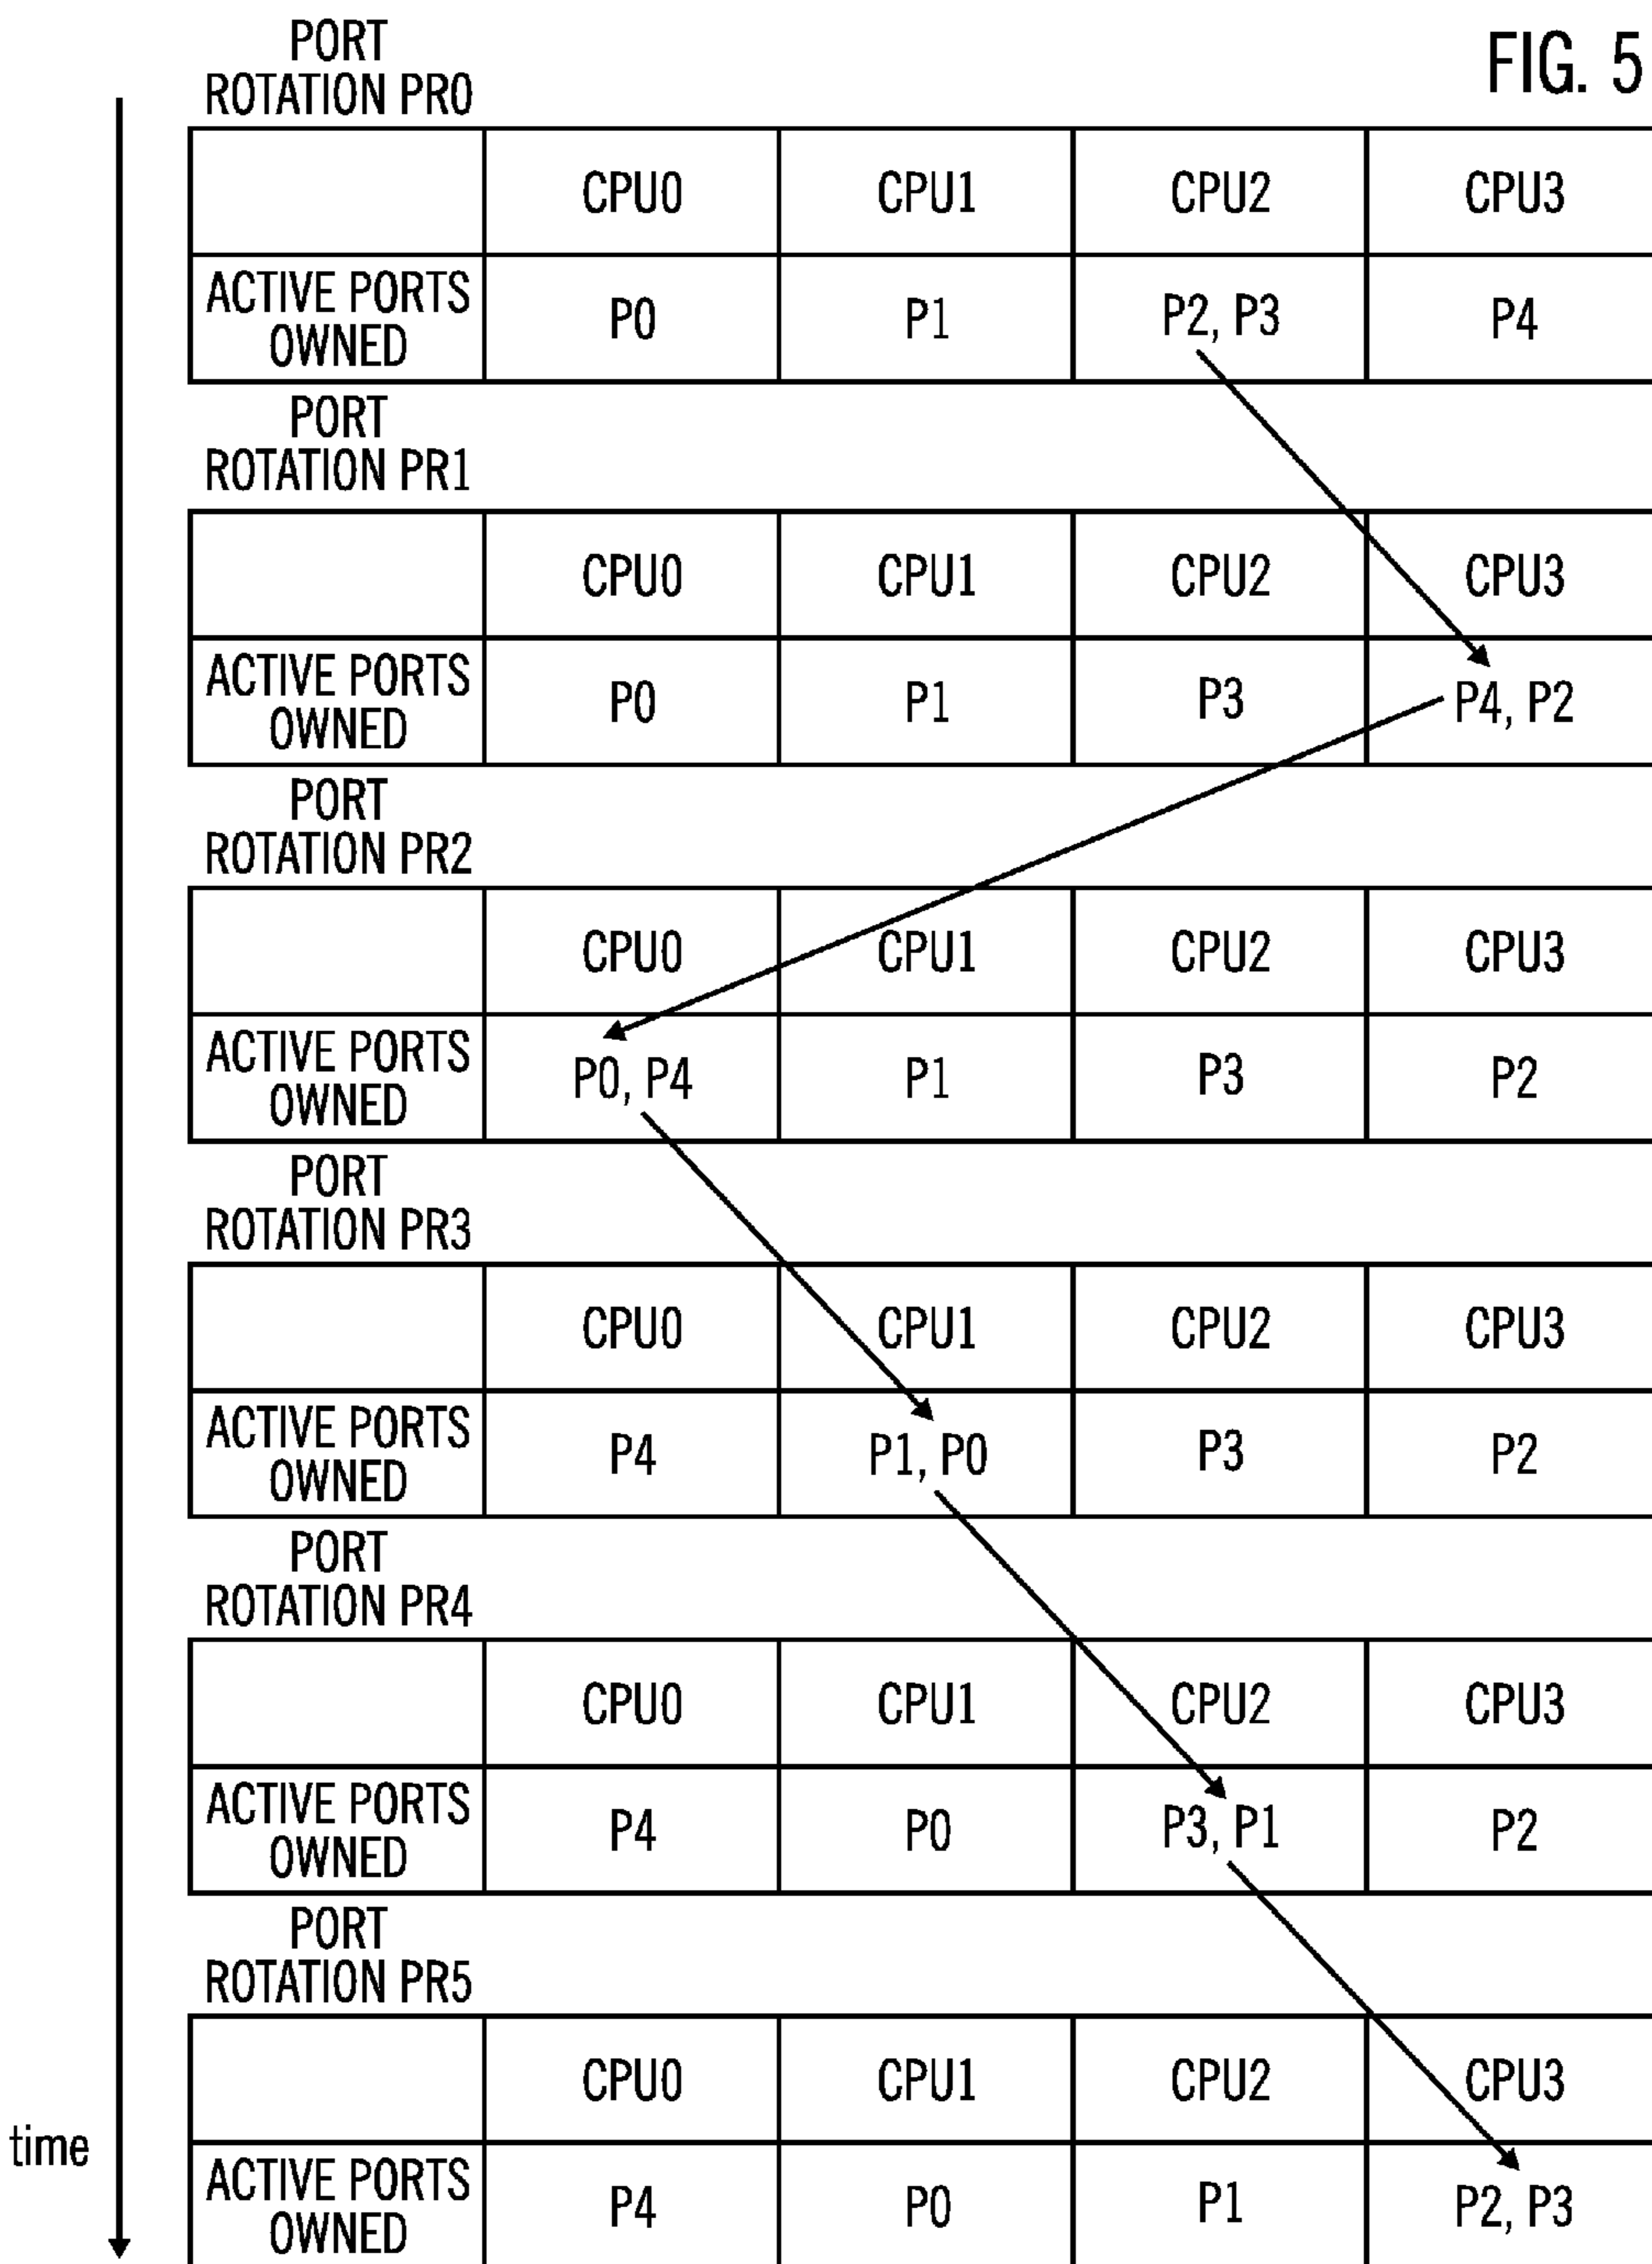 FIG. 5
PORT
ROTATION PR0
CPU0 CPU1 CPU2 CPU3
ACTIVE PORTS
OWNED
P0 P1 P2, P3 P4
PORT
ROTATION PR1
CPU0 CPU1 CPU2 CPU3
ACTIVE PORTS
OWNED
P0 P1 P3 P4, P2
PORT
ROTATION PR2
CPU0 CPU1 CPU2 CPU3
ACTIVE PORTS
OWNED
P0, P4 P1 P3 P2
PORT
ROTATION PR3
CPU0 CPU1 CPU2 CPU3
ACTIVE PORTS
OWNED
P4 P1, P0 P3 P2
PORT
ROTATION PR4
CPU0 CPU1 CPU2 CPU3
ACTIVE PORTS
OWNED
P4 P0 P3, P1 P2
PORT
ROTATION PR5
CPU0 CPU1 CPU2 CPU3
time
ACTIVE PORTS
OWNED
P4 P0 P1 P2, P3